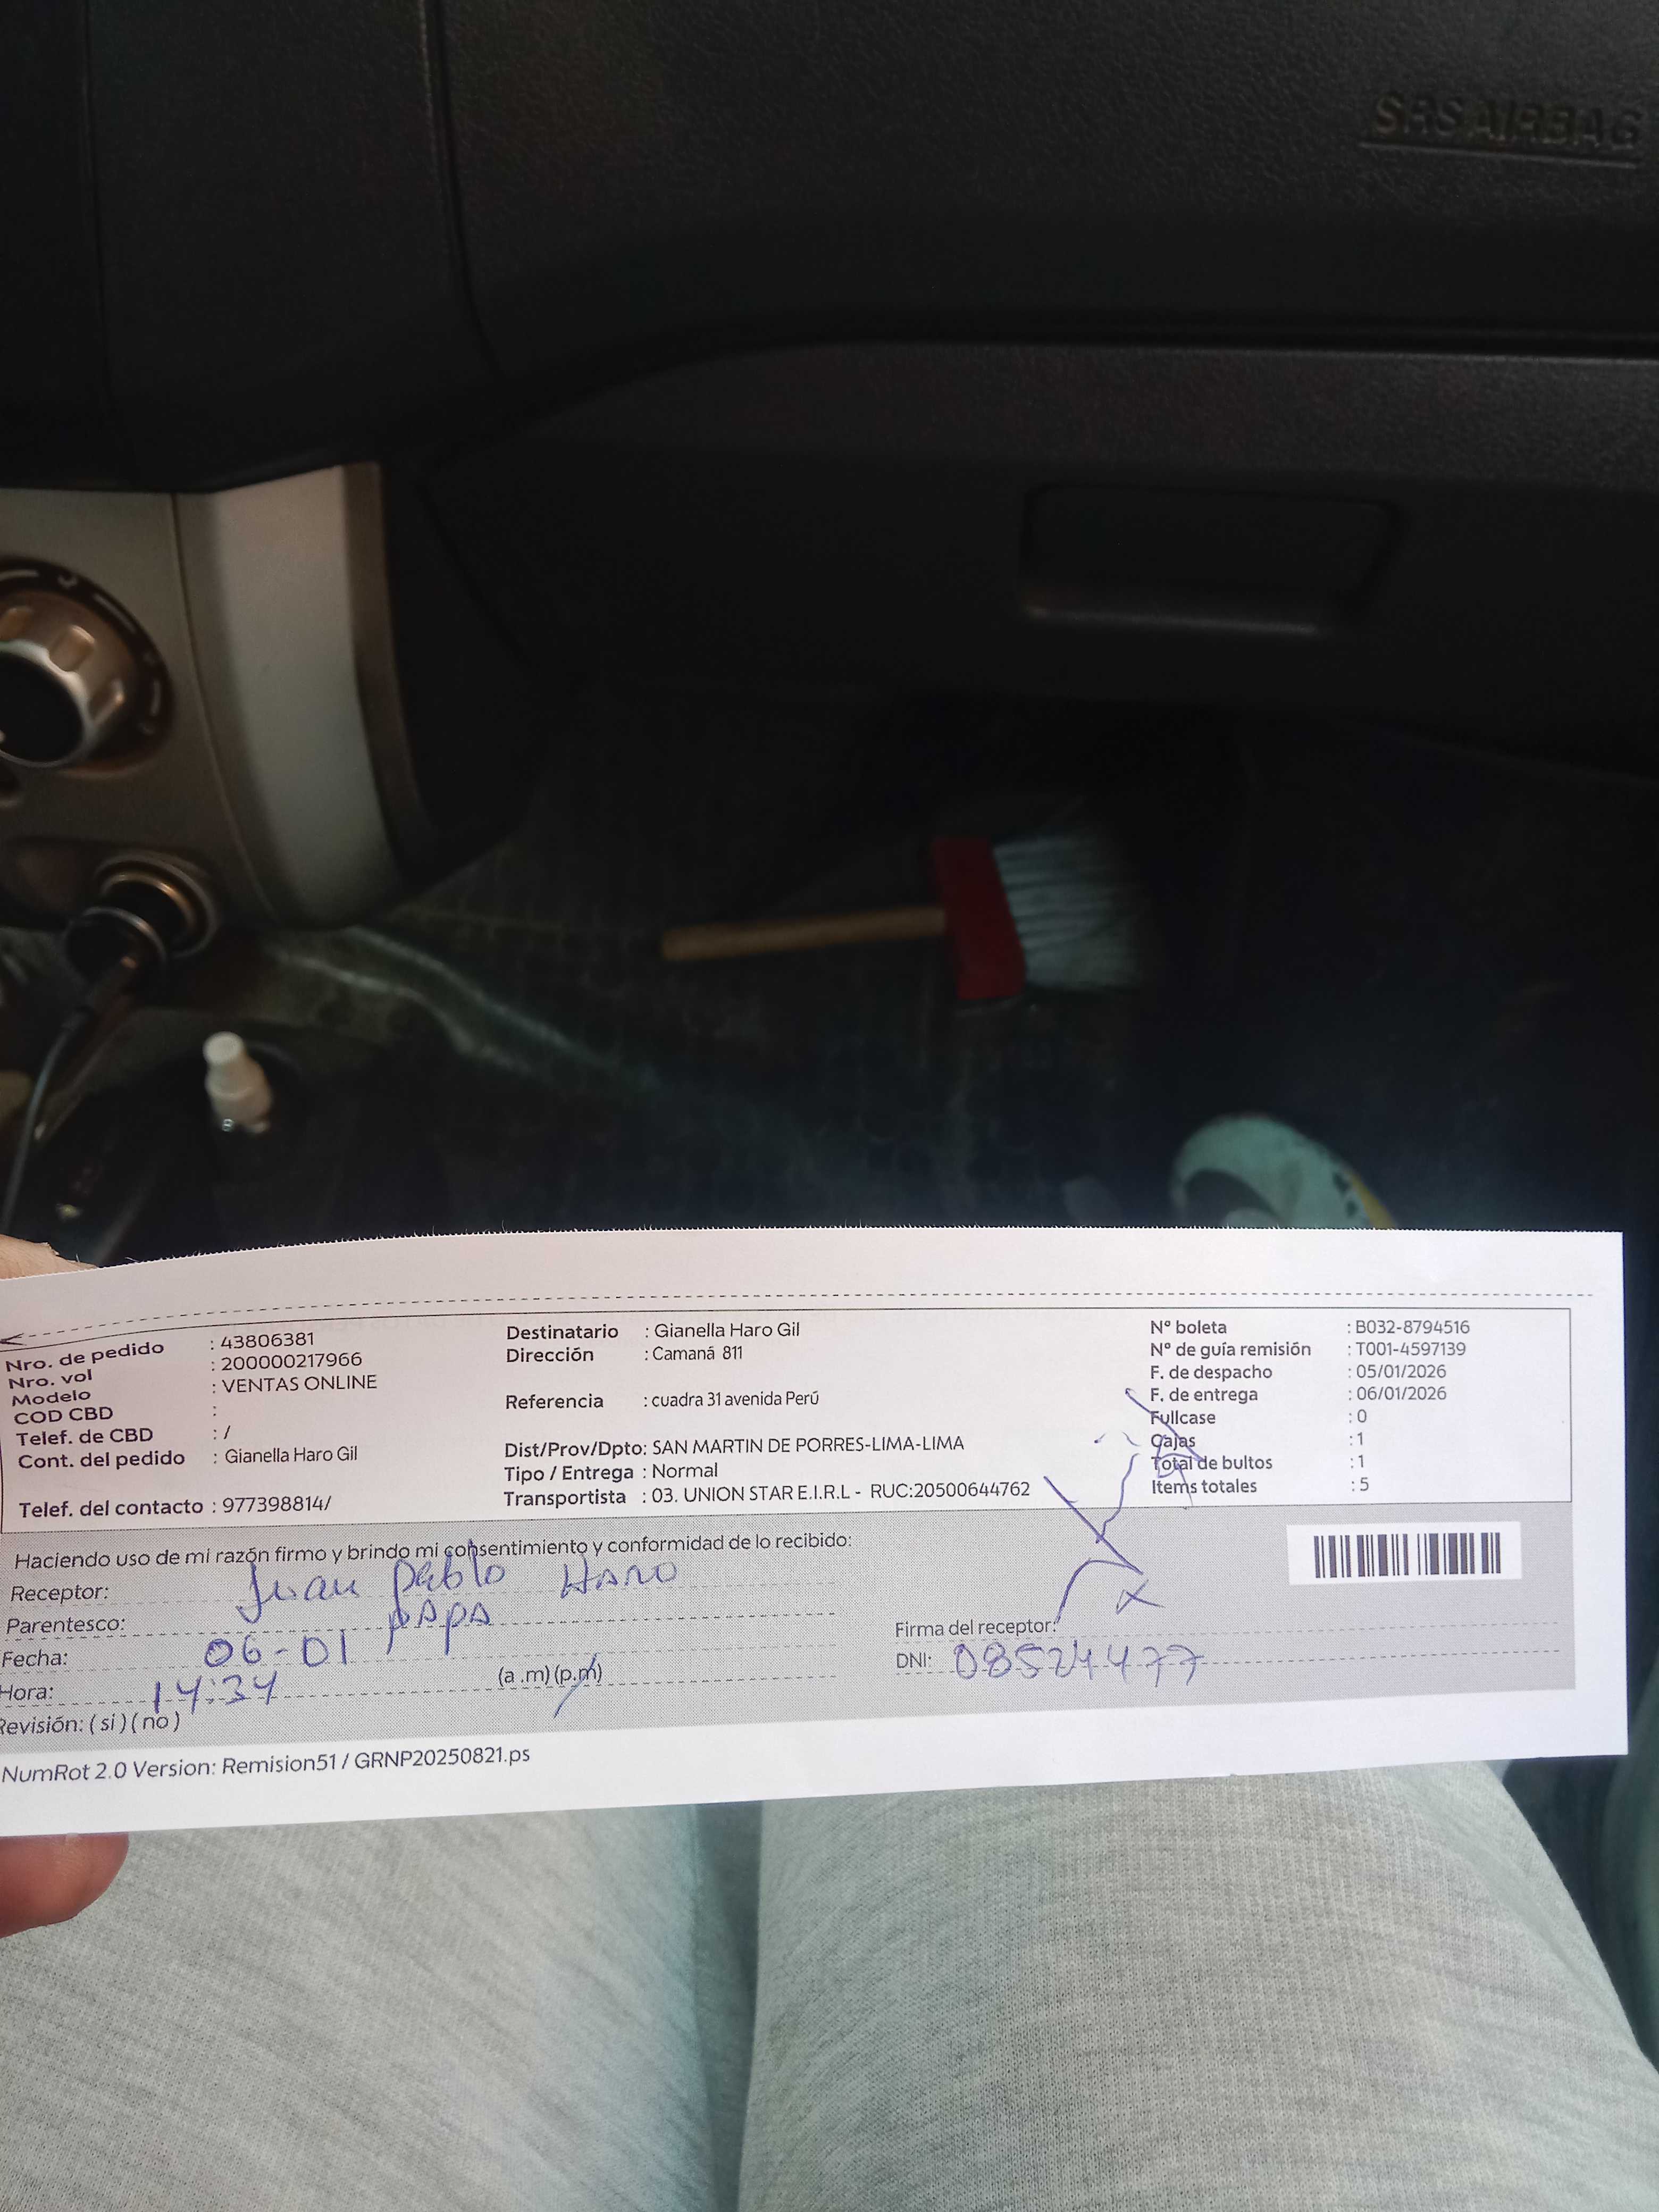 SRS AIRBAG
Nro. de pedido : 43806381
Nro. vol : 200000217966
Modelo : VENTAS ONLINE
COD CBD :
Telef. de CBD : /
Cont. del pedido : Gianella Haro Gil
Telef. del contacto : 977398814/
Destinatario : Gianella Haro Gil
Dirección : Camaná 811
Referencia : cuadra 31 avenida Perú
Dist/Prov/Dpto: SAN MARTIN DE PORRES-LIMA-LIMA
Tipo / Entrega : Normal
Transportista : 03. UNION STAR E.I.R.L - RUC:20500644762
N° boleta : B032-8794516
N° de guía remisión : T001-4597139
F. de despacho : 05/01/2026
F. de entrega : 06/01/2026
Fullcase : 0
Cajas : 1
Total de bultos : 1
Items totales : 5
Haciendo uso de mi razón firmo y brindo mi consentimiento y conformidad de lo recibido:
Receptor: Juan Pablo HARO
Parentesco: PAPA
Fecha: 06-01
Hora: 14:34 (a .m) (p.m)
Revisión: ( si ) ( no )
Firma del receptor:
DNI: 08524477
NumRot 2.0 Version: Remision51 / GRNP20250821.ps